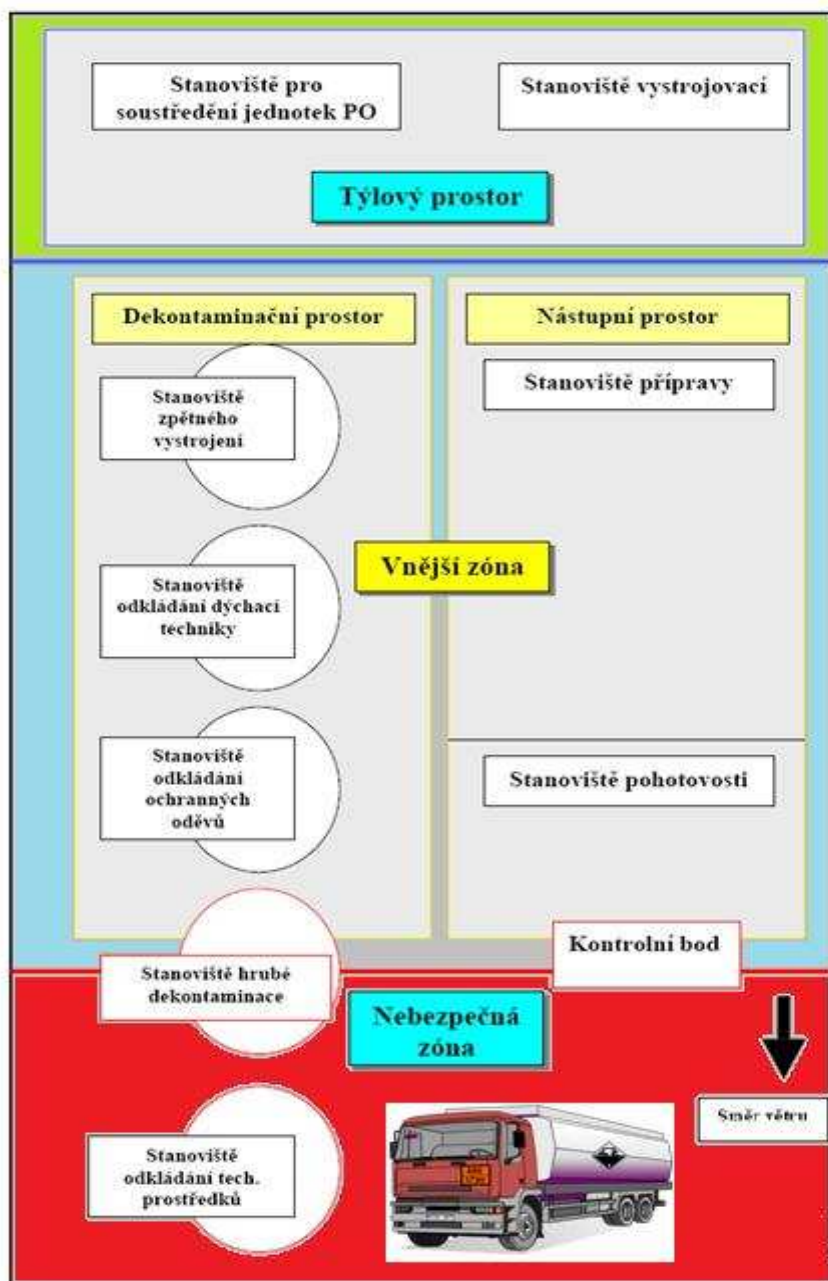 Stanoviště pro
soustředění jednotek PO
Stanoviště vystrojovací
Týlový prostor
Dekontaminační prostor
Nástupní prostor
Stanoviště
zpětného
vystrojení
Stanoviště přípravy
Vnější zóna
Stanoviště
odkládání dýchací
techniky
Stanoviště
odkládání
ochranných
oděvů
Stanoviště pohotovosti
Kontrolní bod
Stanoviště hrubé
dekontaminace
Nebezpečná
zóna
Směr větru
Stanoviště
odkládání tech.
prostředků